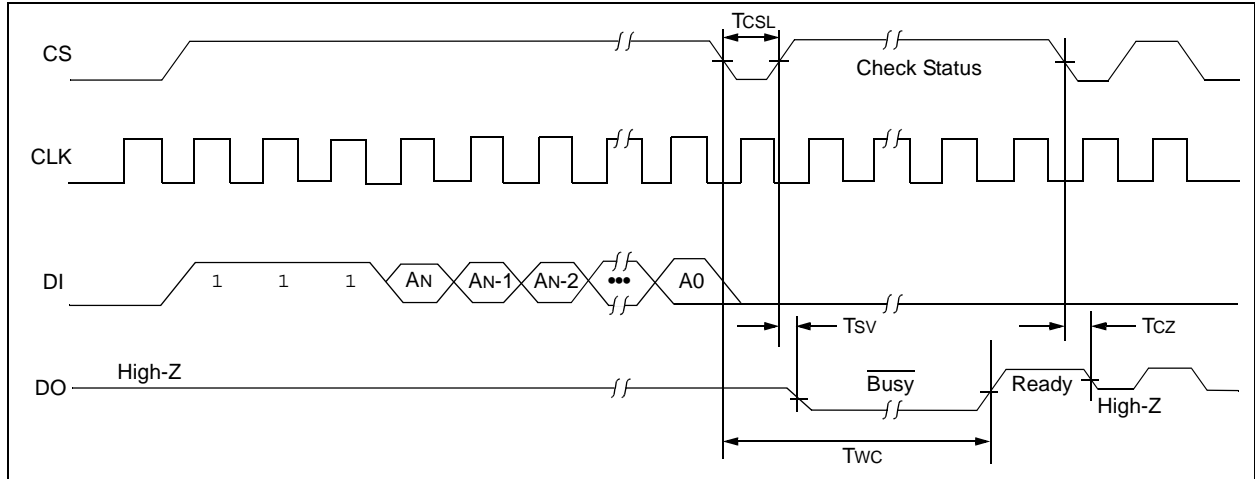 TCSL
CS
Check Status
CLK
DI
1 1 1 AN AN-1 AN-2 ••• A0
TSV
TCZ
High-Z
DO
Busy
Ready
High-Z
TWC